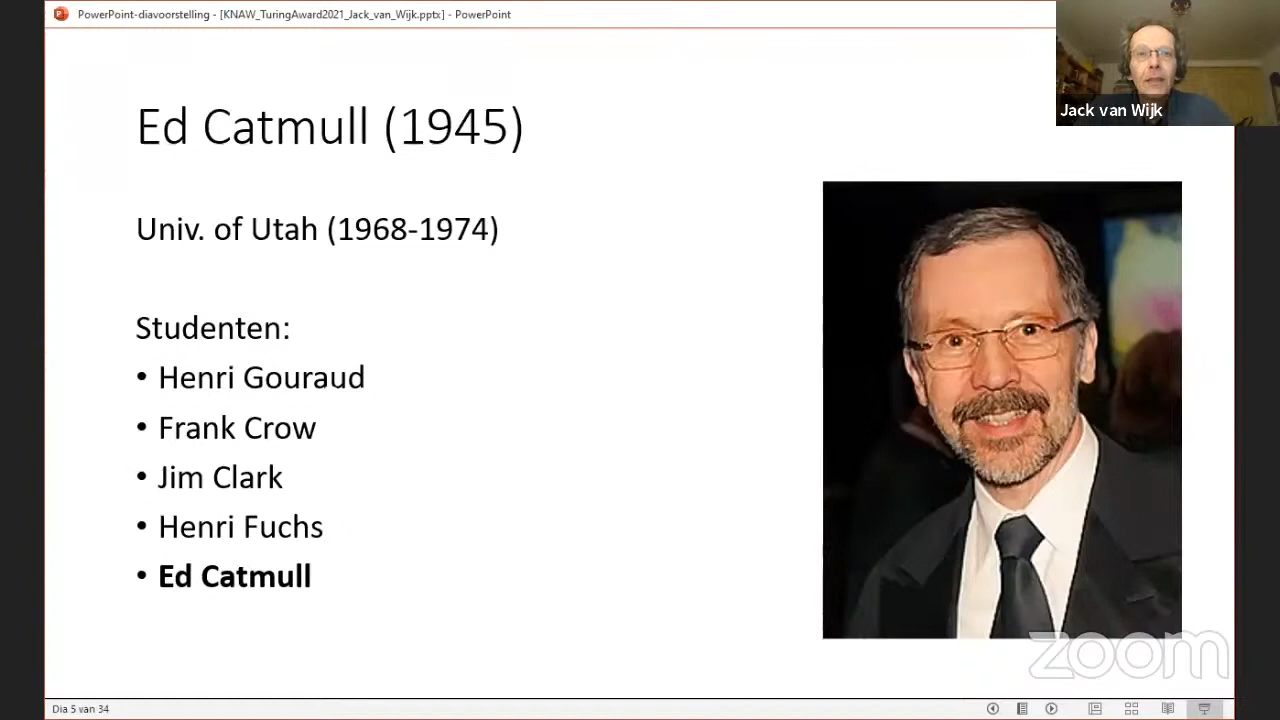 PowerPoint-diavoorstelling - [KNAW_TuringAward2021_Jack_van_Wijk.pptx] - PowerPoint
Jack van Wijk
Ed Catmull (1945)
Univ. of Utah (1968-1974)
Studenten:
• Henri Gouraud
• Frank Crow
• Jim Clark
• Henri Fuchs
• Ed Catmull
zoom
Dia 5 van 34